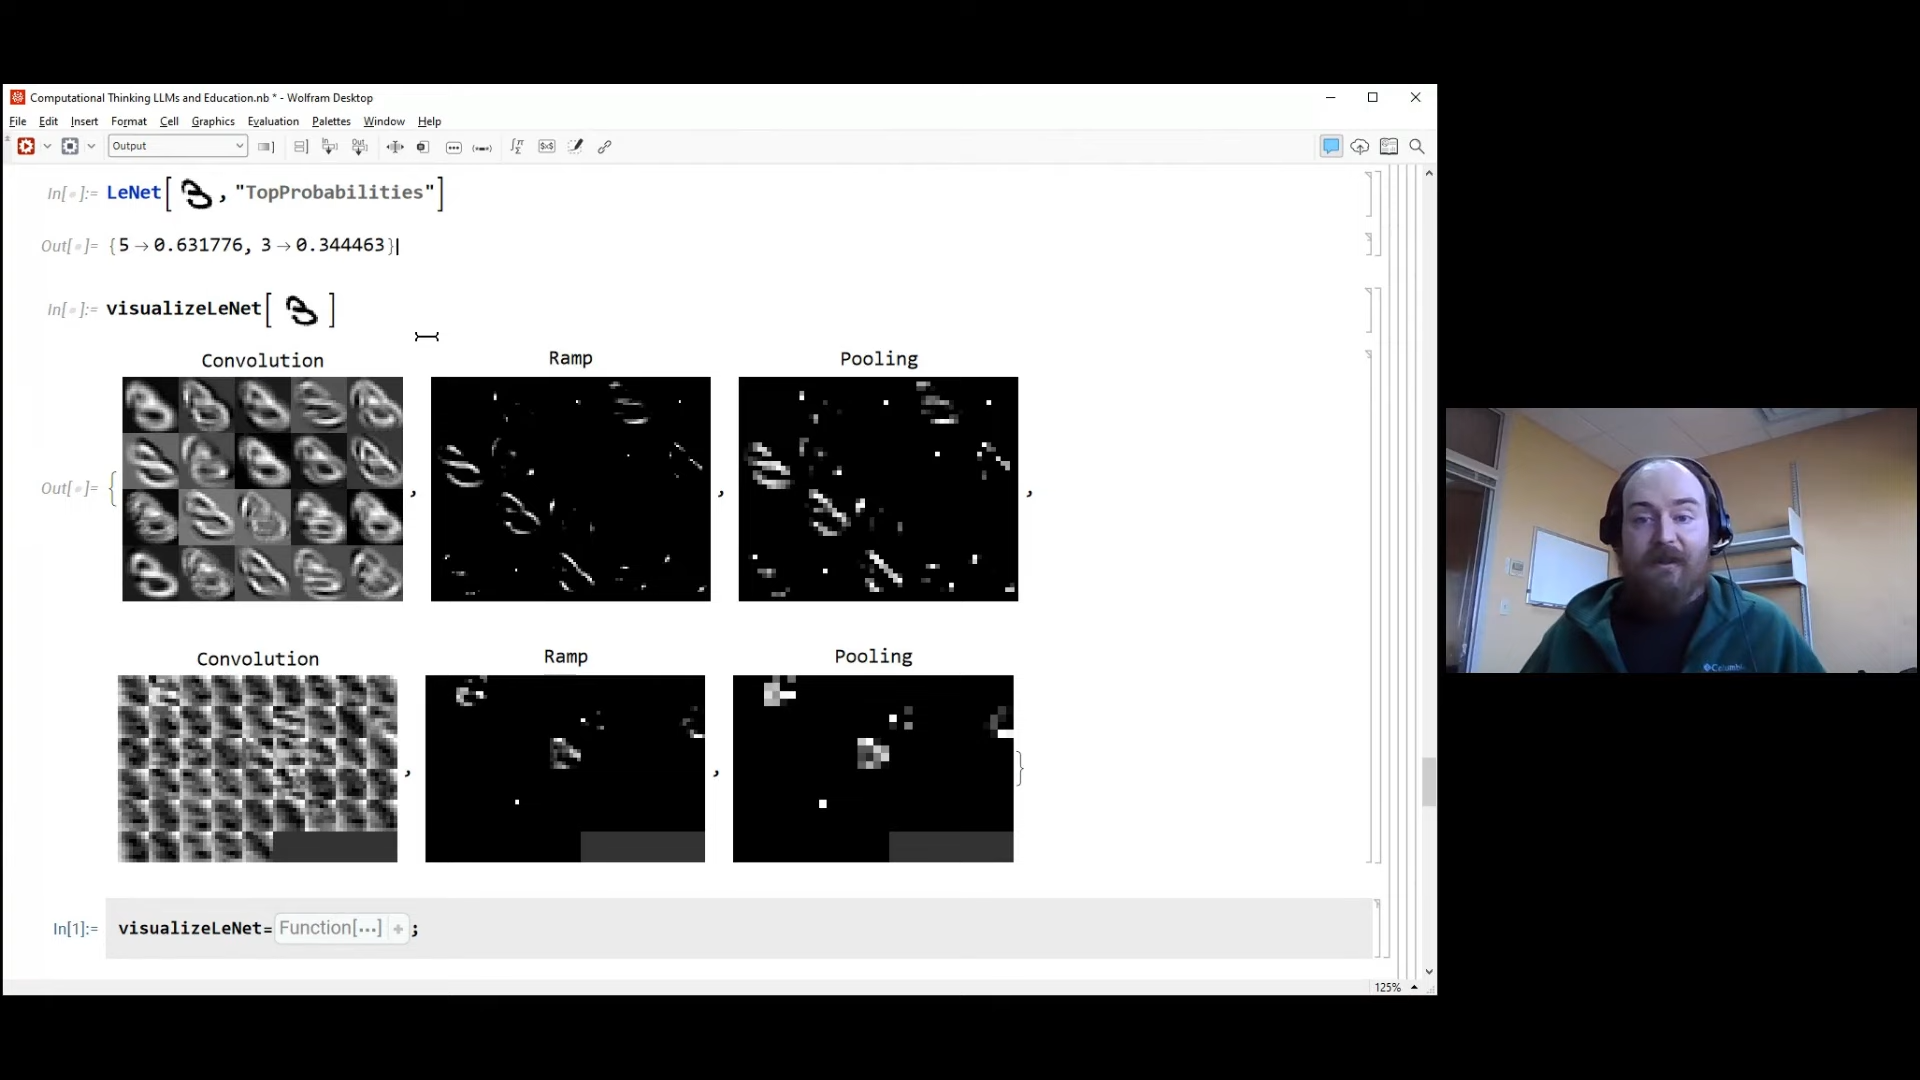 Computational Thinking LLMs and Education.nb * - Wolfram Desktop
File Edit Insert Format Cell Graphics Evaluation Palettes Window Help
Output
In[ ]:= LeNet[ , "TopProbabilities"]
Out[ ]= {5 → 0.631776, 3 → 0.344463}
In[ ]:= visualizeLeNet[ ]
Convolution Ramp Pooling
Out[ ]= { , , ,
Convolution Ramp Pooling
, , }
In[1]:= visualizeLeNet=Function[...] + ;
125%
Columbia